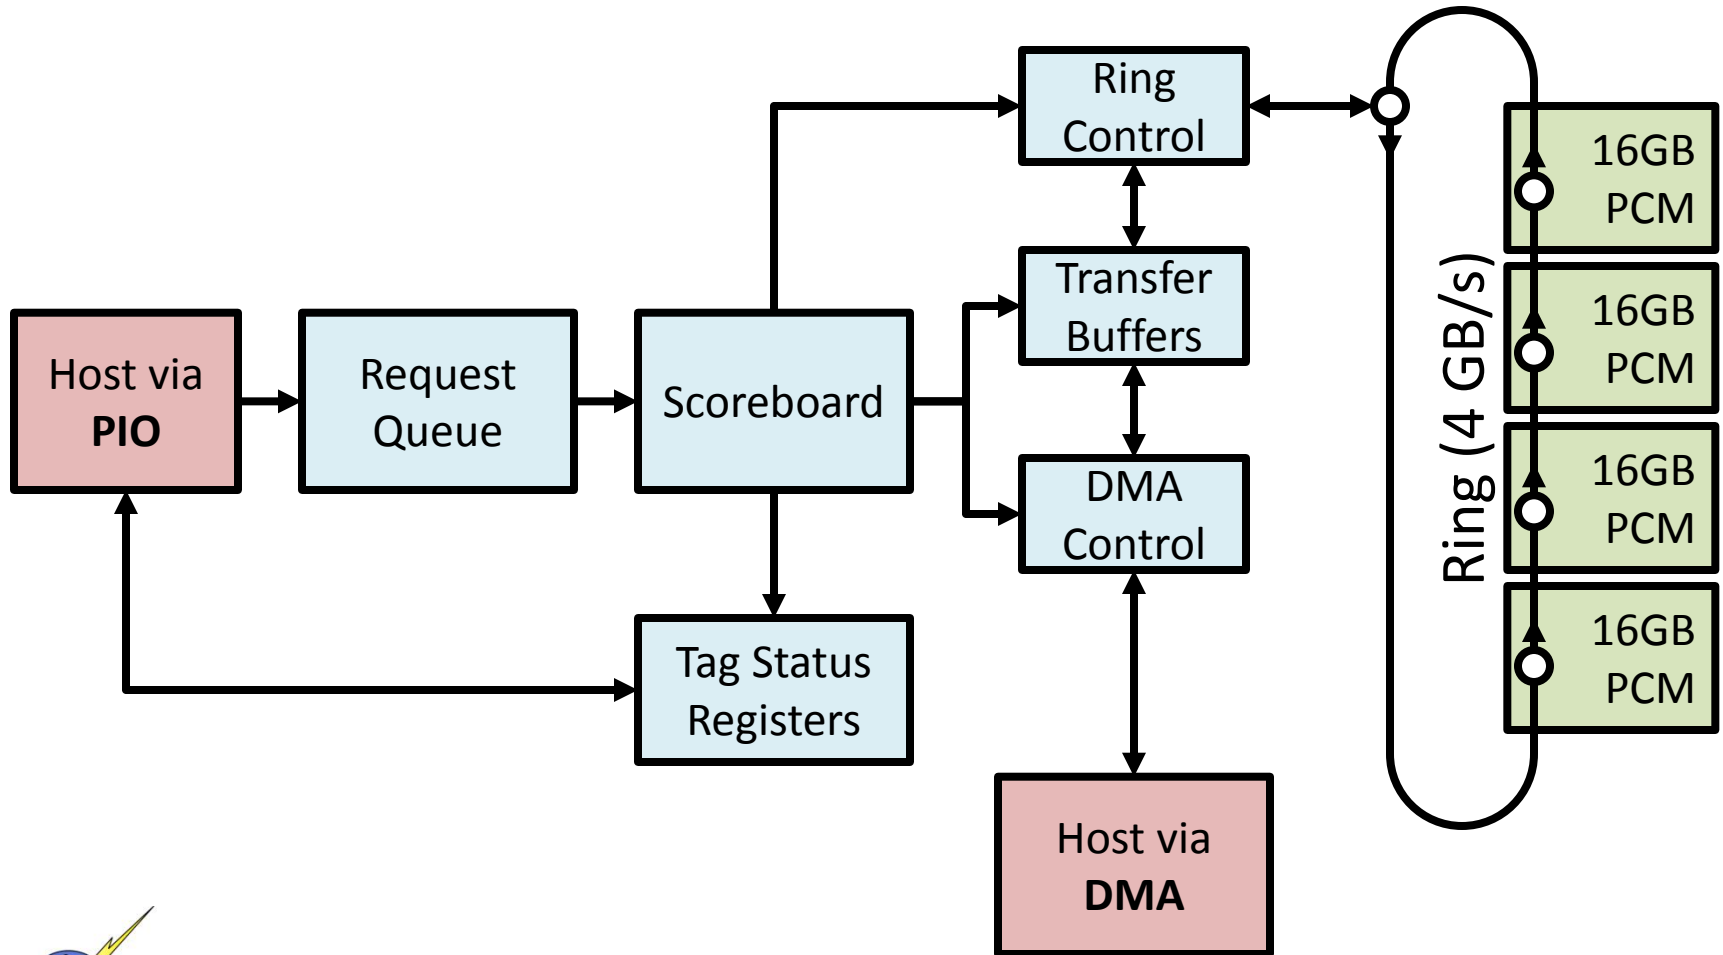 Ring
Control
16GB
PCM
Transfer
Buffers
Ring (4 GB/s)
16GB
PCM
Host via
PIO
Request
Queue
Scoreboard
DMA
Control
16GB
PCM
Tag Status
Registers
16GB
PCM
Host via
DMA